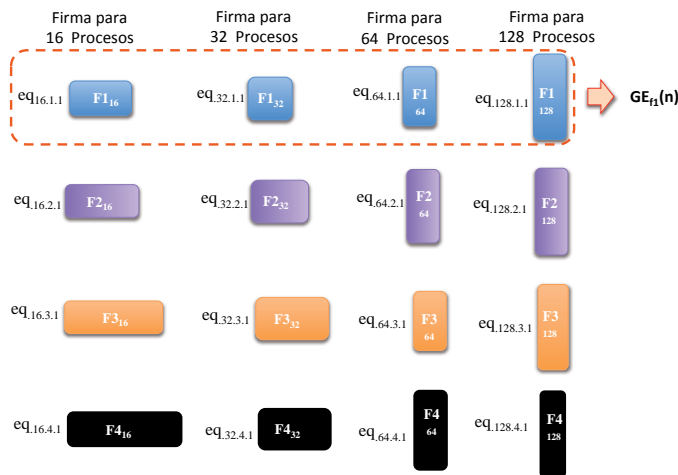 Firma para
16 Procesos
Firma para
32 Procesos
Firma para
64 Procesos
Firma para
128 Procesos
eq16.1.1 F116
eq.32.1.1 F132
eq.64.1.1 F1
64
eq.128.1.1 F1
128
GEf1(n)
eq.16.2.1 F216
eq.32.2.1 F232
eq.64.2.1 F2
64
eq.128.2.1 F2
128
eq.16.3.1 F316
eq.32.3.1 F332
eq.64.3.1 F3
64
eq.128.3.1 F3
128
eq.16.4.1 F416
eq.32.4.1 F432
eq.64.4.1 F4
64
eq.128.4.1 F4
128